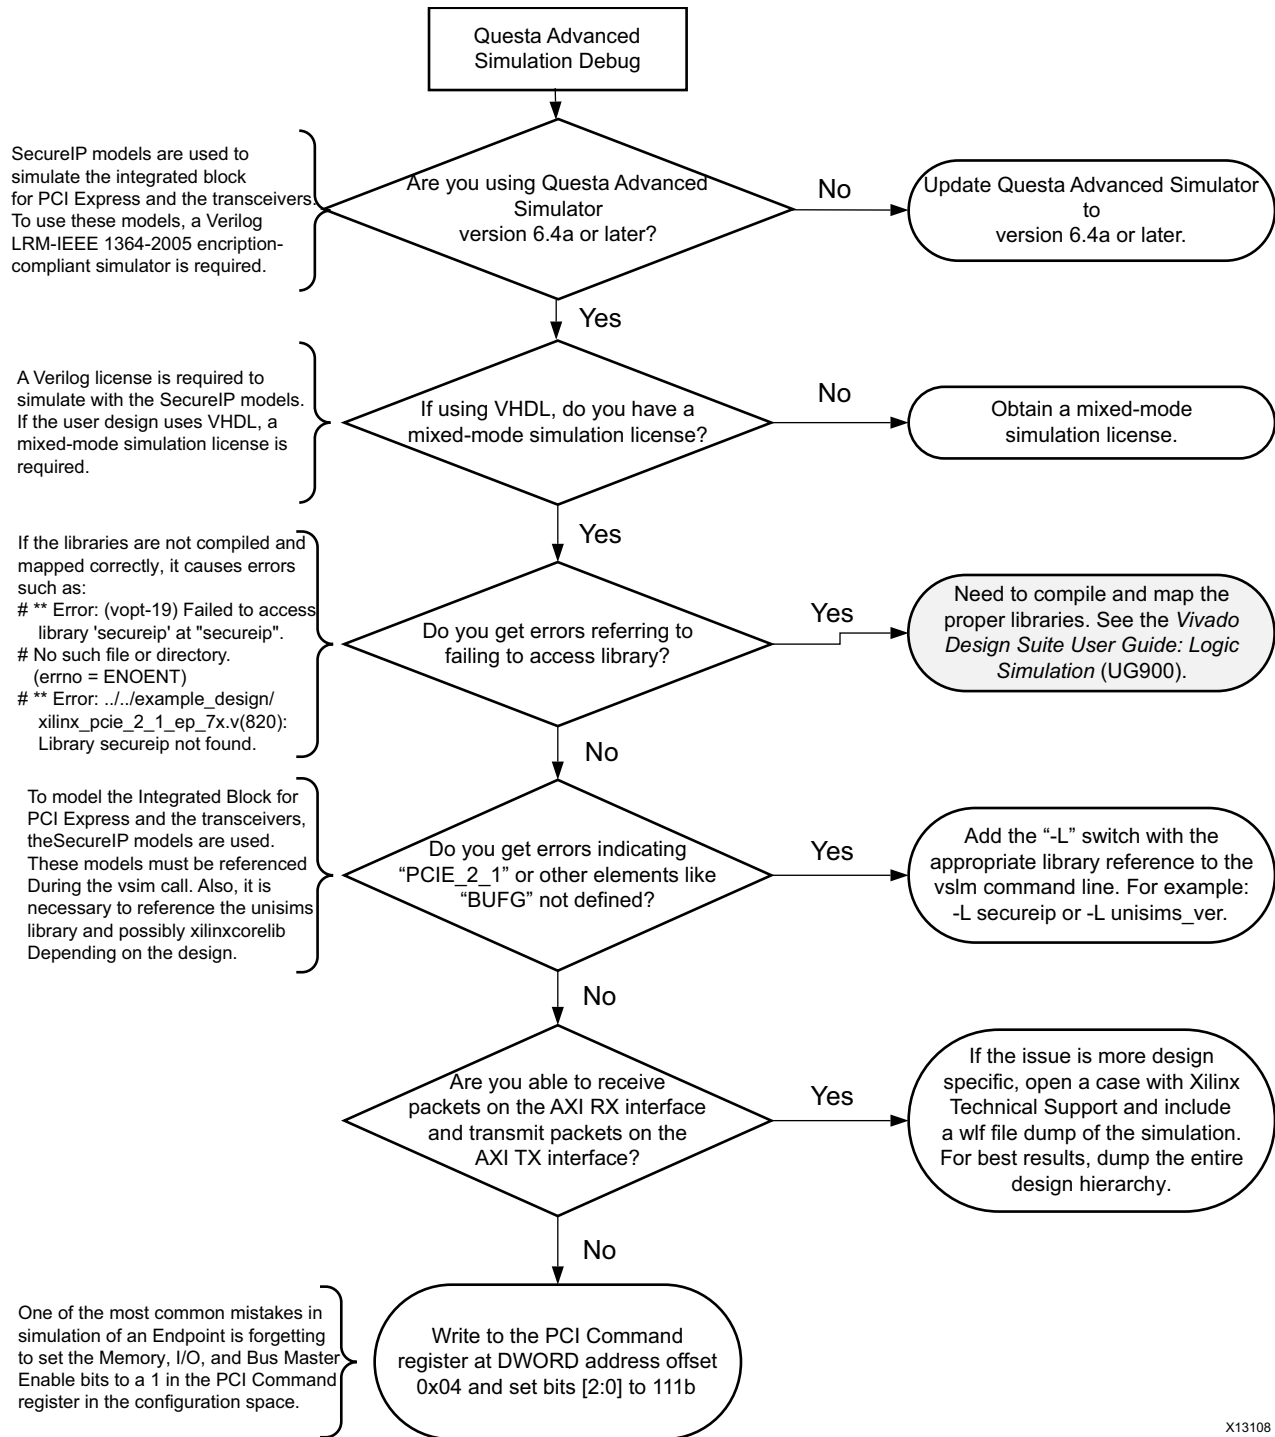 Questa Advanced
Simulation Debug
SecureIP models are used to
simulate the integrated block
for PCI Express and the transceivers.
To use these models, a Verilog
LRM-IEEE 1364-2005 encription-
compliant simulator is required.
Are you using Questa Advanced
Simulator
version 6.4a or later?
No
Update Questa Advanced Simulator
to
version 6.4a or later.
Yes
A Verilog license is required to
simulate with the SecureIP models.
If the user design uses VHDL, a
mixed-mode simulation license is
required.
If using VHDL, do you have a
mixed-mode simulation license?
No
Obtain a mixed-mode
simulation license.
Yes
If the libraries are not compiled and
mapped correctly, it causes errors
such as:
# ** Error: (vopt-19) Failed to access
library 'secureip' at "secureip".
# No such file or directory.
(errno = ENOENT)
# ** Error: ../../example_design/
xilinx_pcie_2_1_ep_7x.v(820):
Library secureip not found.
Do you get errors referring to
failing to access library?
Yes
Need to compile and map the
proper libraries. See the Vivado
Design Suite User Guide: Logic
Simulation (UG900).
No
To model the Integrated Block for
PCI Express and the transceivers,
theSecureIP models are used.
These models must be referenced
During the vsim call. Also, it is
necessary to reference the unisims
library and possibly xilinxcorelib
Depending on the design.
Do you get errors indicating
“PCIE_2_1” or other elements like
“BUFG” not defined?
Yes
Add the “-L” switch with the
appropriate library reference to the
vslm command line. For example:
-L secureip or -L unisims_ver.
No
Are you able to receive
packets on the AXI RX interface
and transmit packets on the
AXI TX interface?
Yes
If the issue is more design
specific, open a case with Xilinx
Technical Support and include
a wlf file dump of the simulation.
For best results, dump the entire
design hierarchy.
No
One of the most common mistakes in
simulation of an Endpoint is forgetting
to set the Memory, I/O, and Bus Master
Enable bits to a 1 in the PCI Command
register in the configuration space.
Write to the PCI Command
register at DWORD address offset
0x04 and set bits [2:0] to 111b
X13108